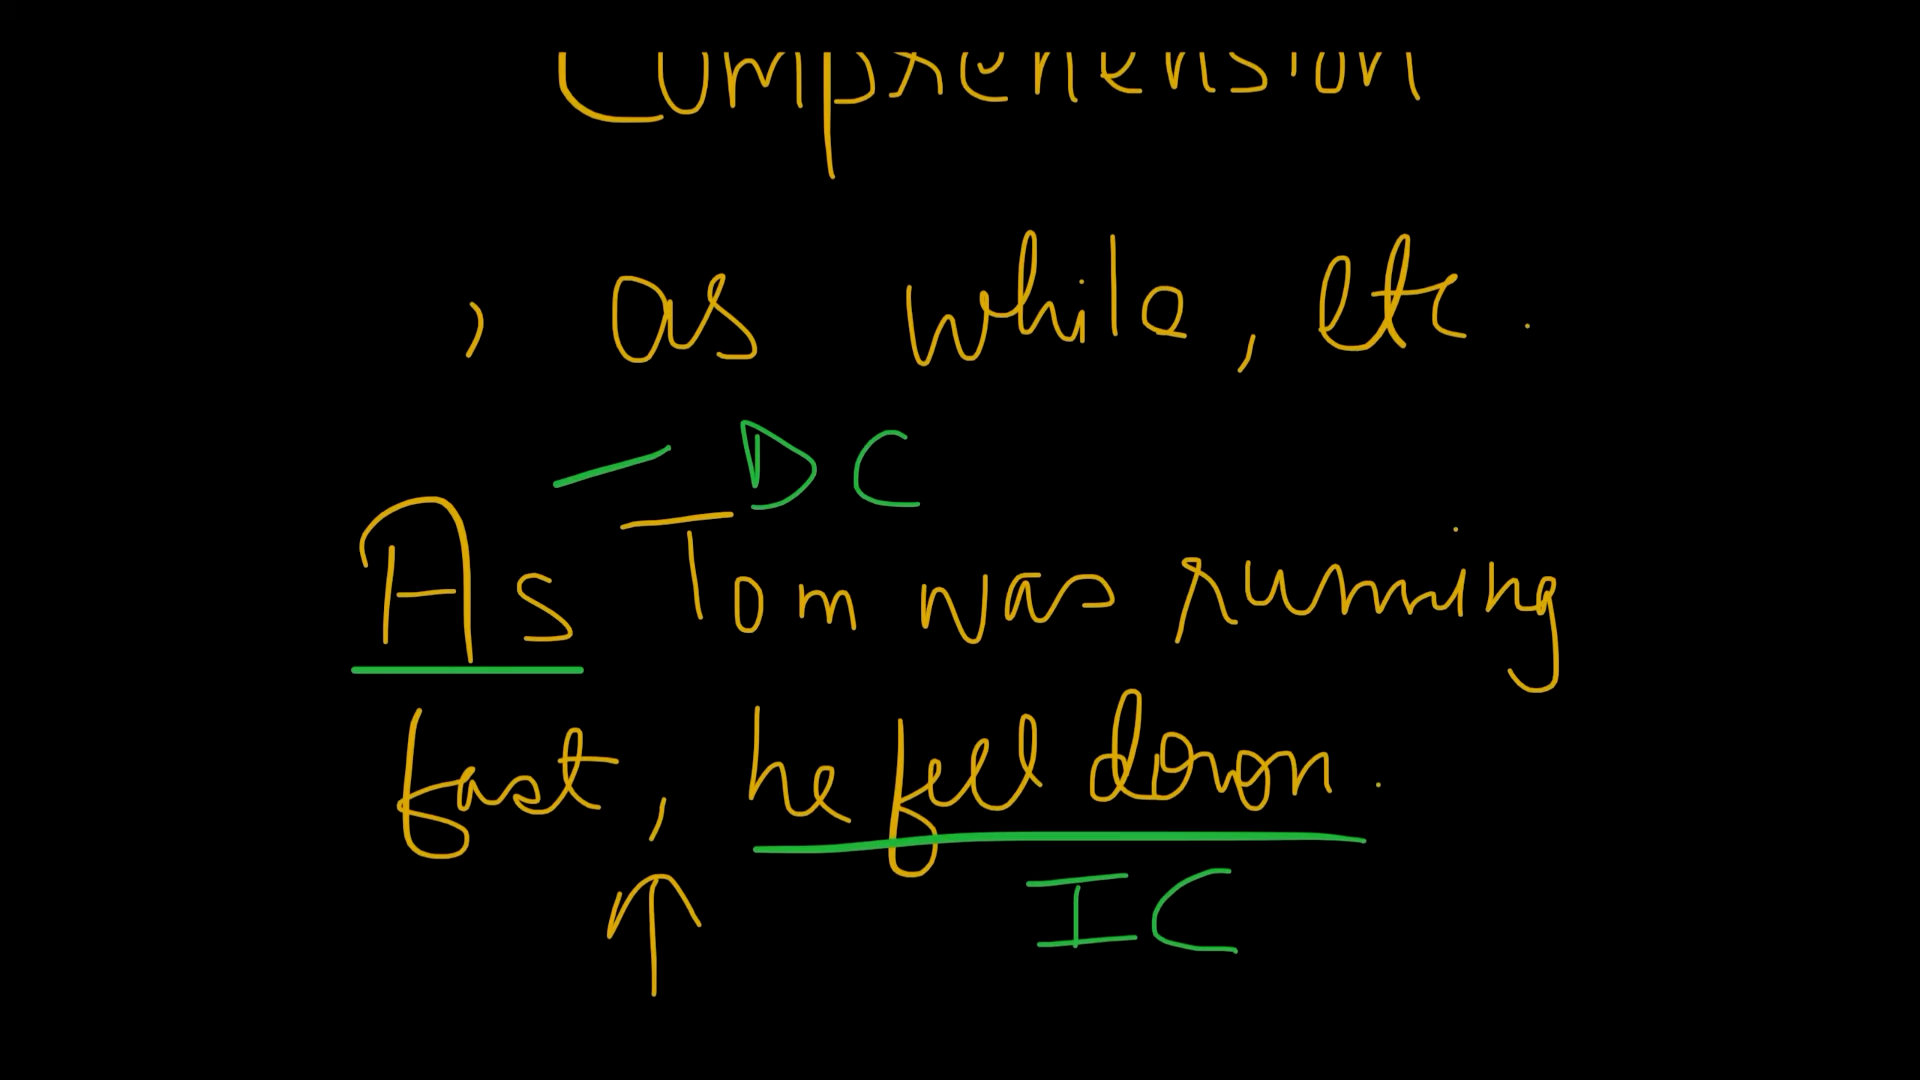 Comprehension
, as while, etc.
— DC
As Tom was running
fast, he fell down.
IC